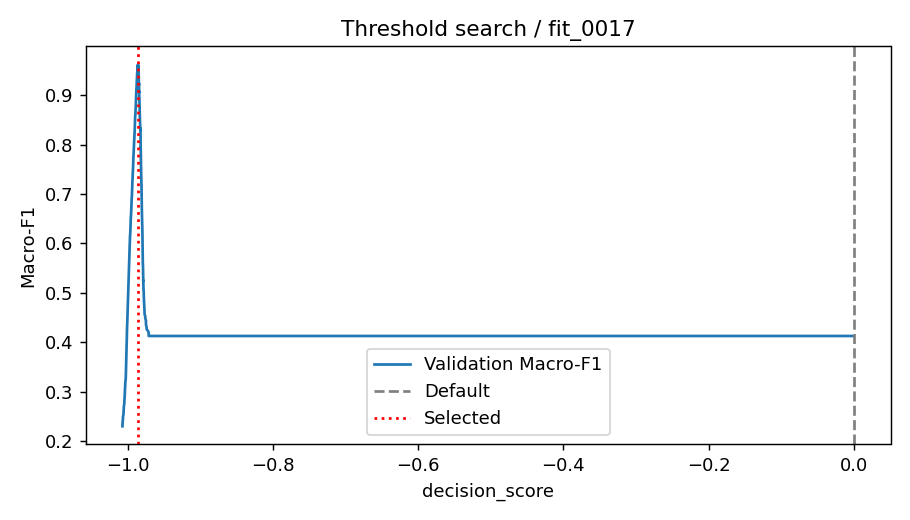 Threshold search / fit_0017
Macro-F1
0.9
0.8
0.7
0.6
0.5
0.4
0.3
0.2
Validation Macro-F1
Default
Selected
−1.0 −0.8 −0.6 −0.4 −0.2 0.0
decision_score